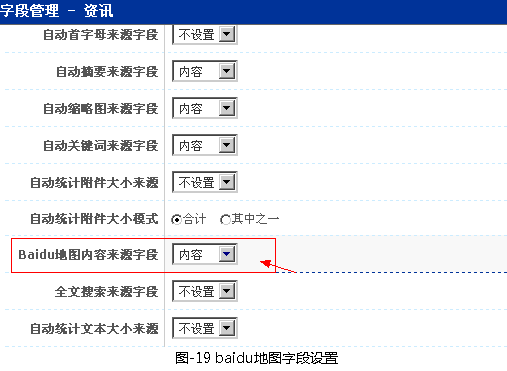 字段管理 - 资讯
自动首字母来源字段 不设置
自动摘要来源字段 内容
自动缩略图来源字段 内容
自动关键词来源字段 内容
自动统计附件大小来源 不设置
自动统计附件大小模式 合计 其中之一
Baidu地图内容来源字段 内容
全文搜索来源字段 不设置
自动统计文本大小来源 不设置
图-19 baidu地图字段设置